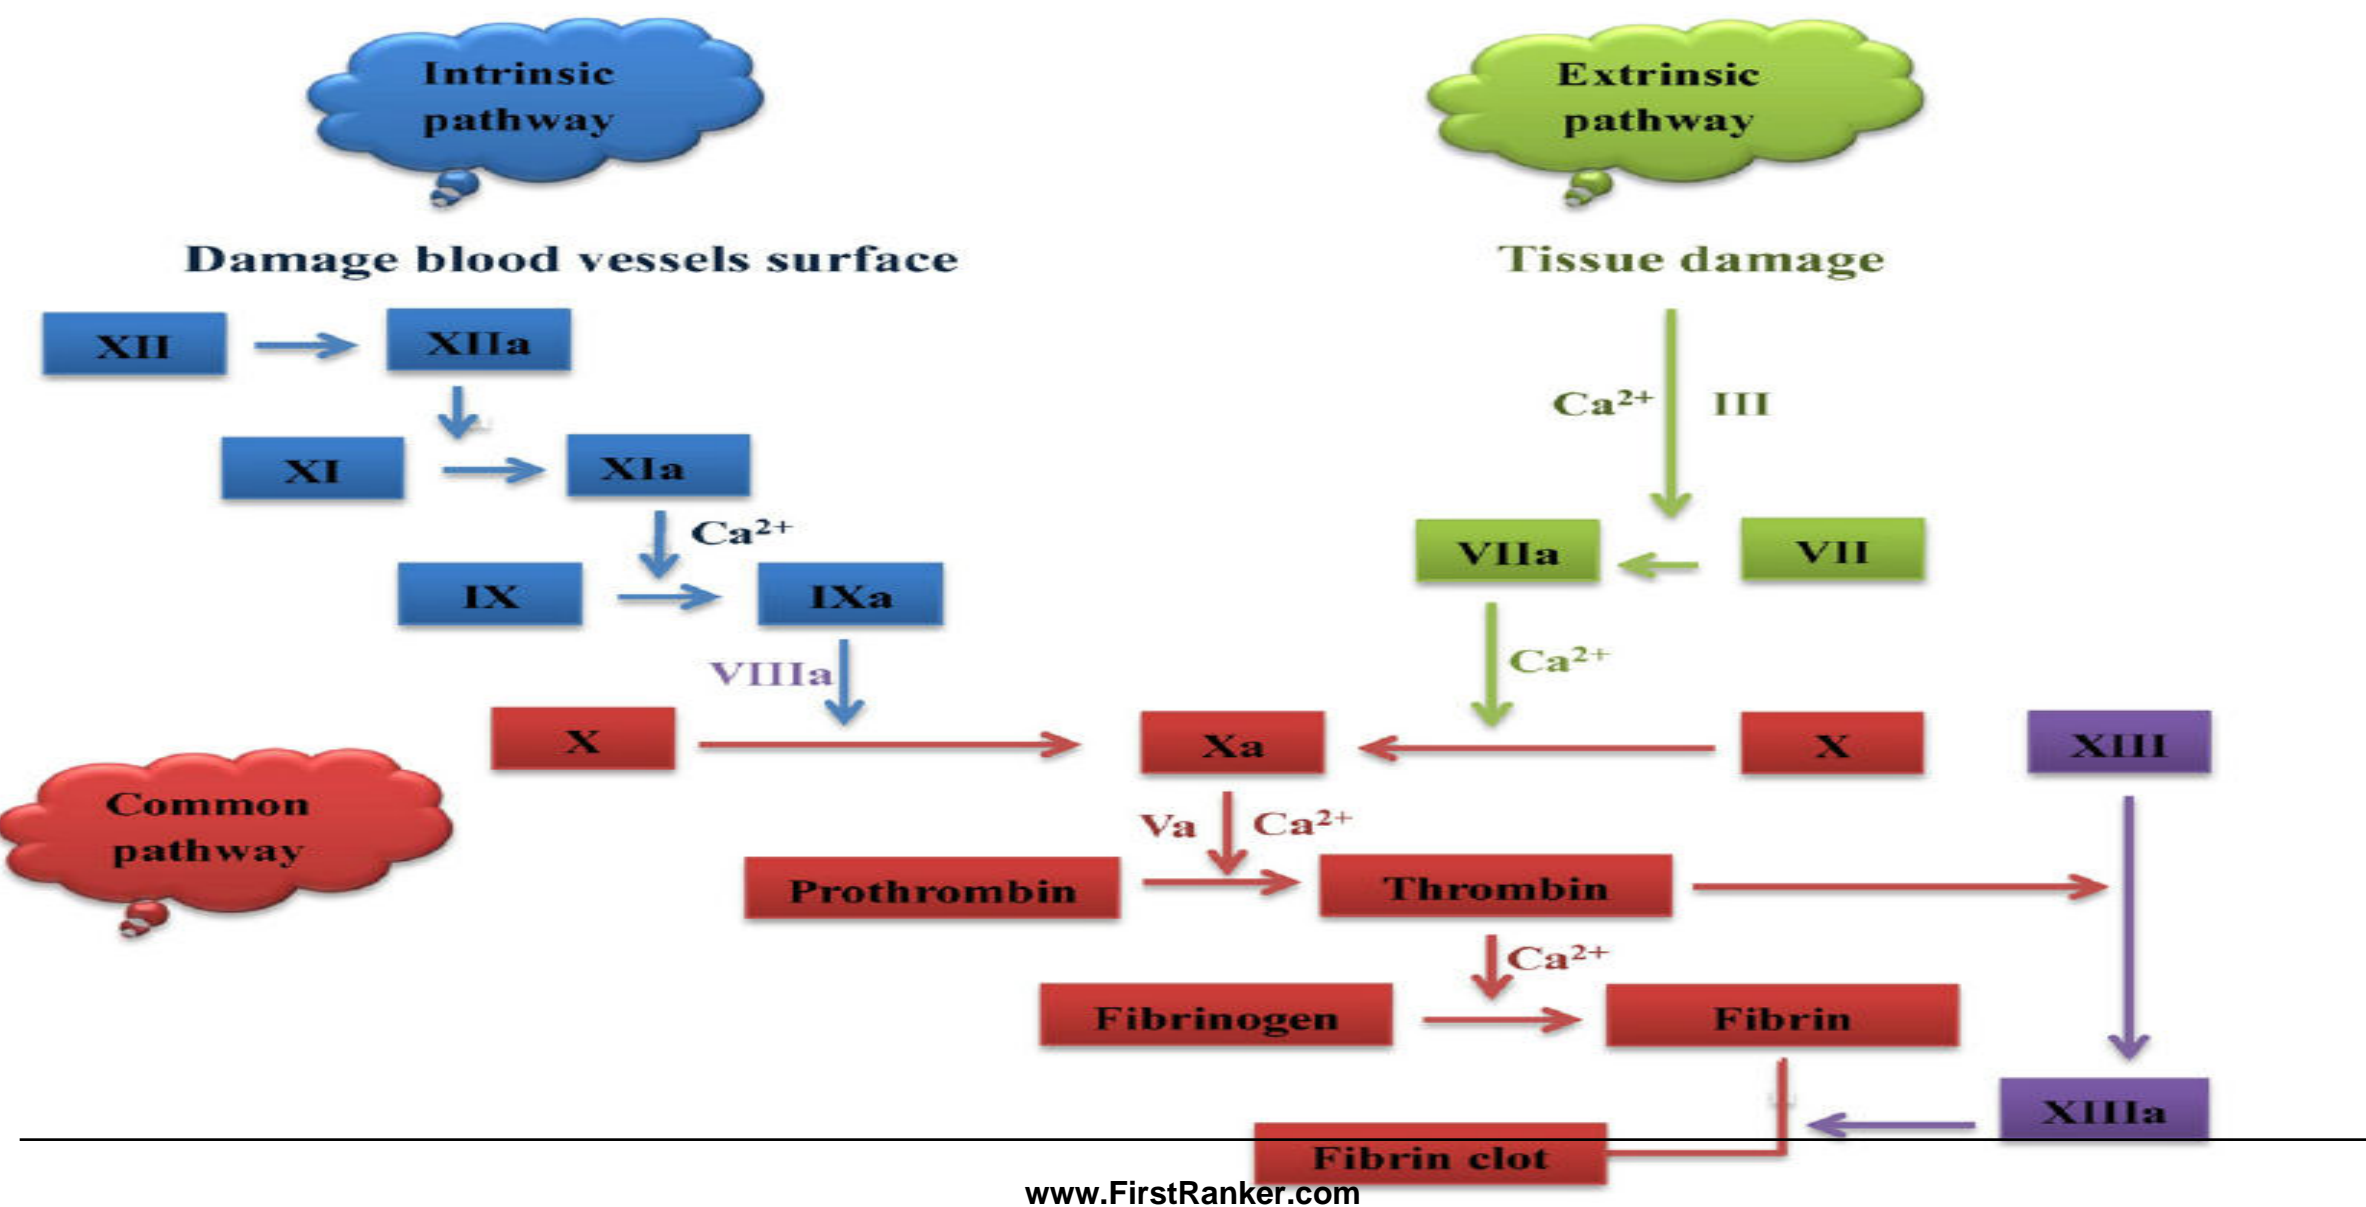 Intrinsic
pathway
Extrinsic
pathway
Damage blood vessels surface
Tissue damage
XII
XIIa
Ca²⁺
III
XI
XIa
Ca²⁺
VIIa
VII
IX
IXa
VIIIa
Ca²⁺
X
Xa
X
XIII
Common
pathway
Va
Ca²⁺
Prothrombin
Thrombin
Ca²⁺
Fibrinogen
Fibrin
XIIIa
Fibrin clot
www.FirstRanker.com